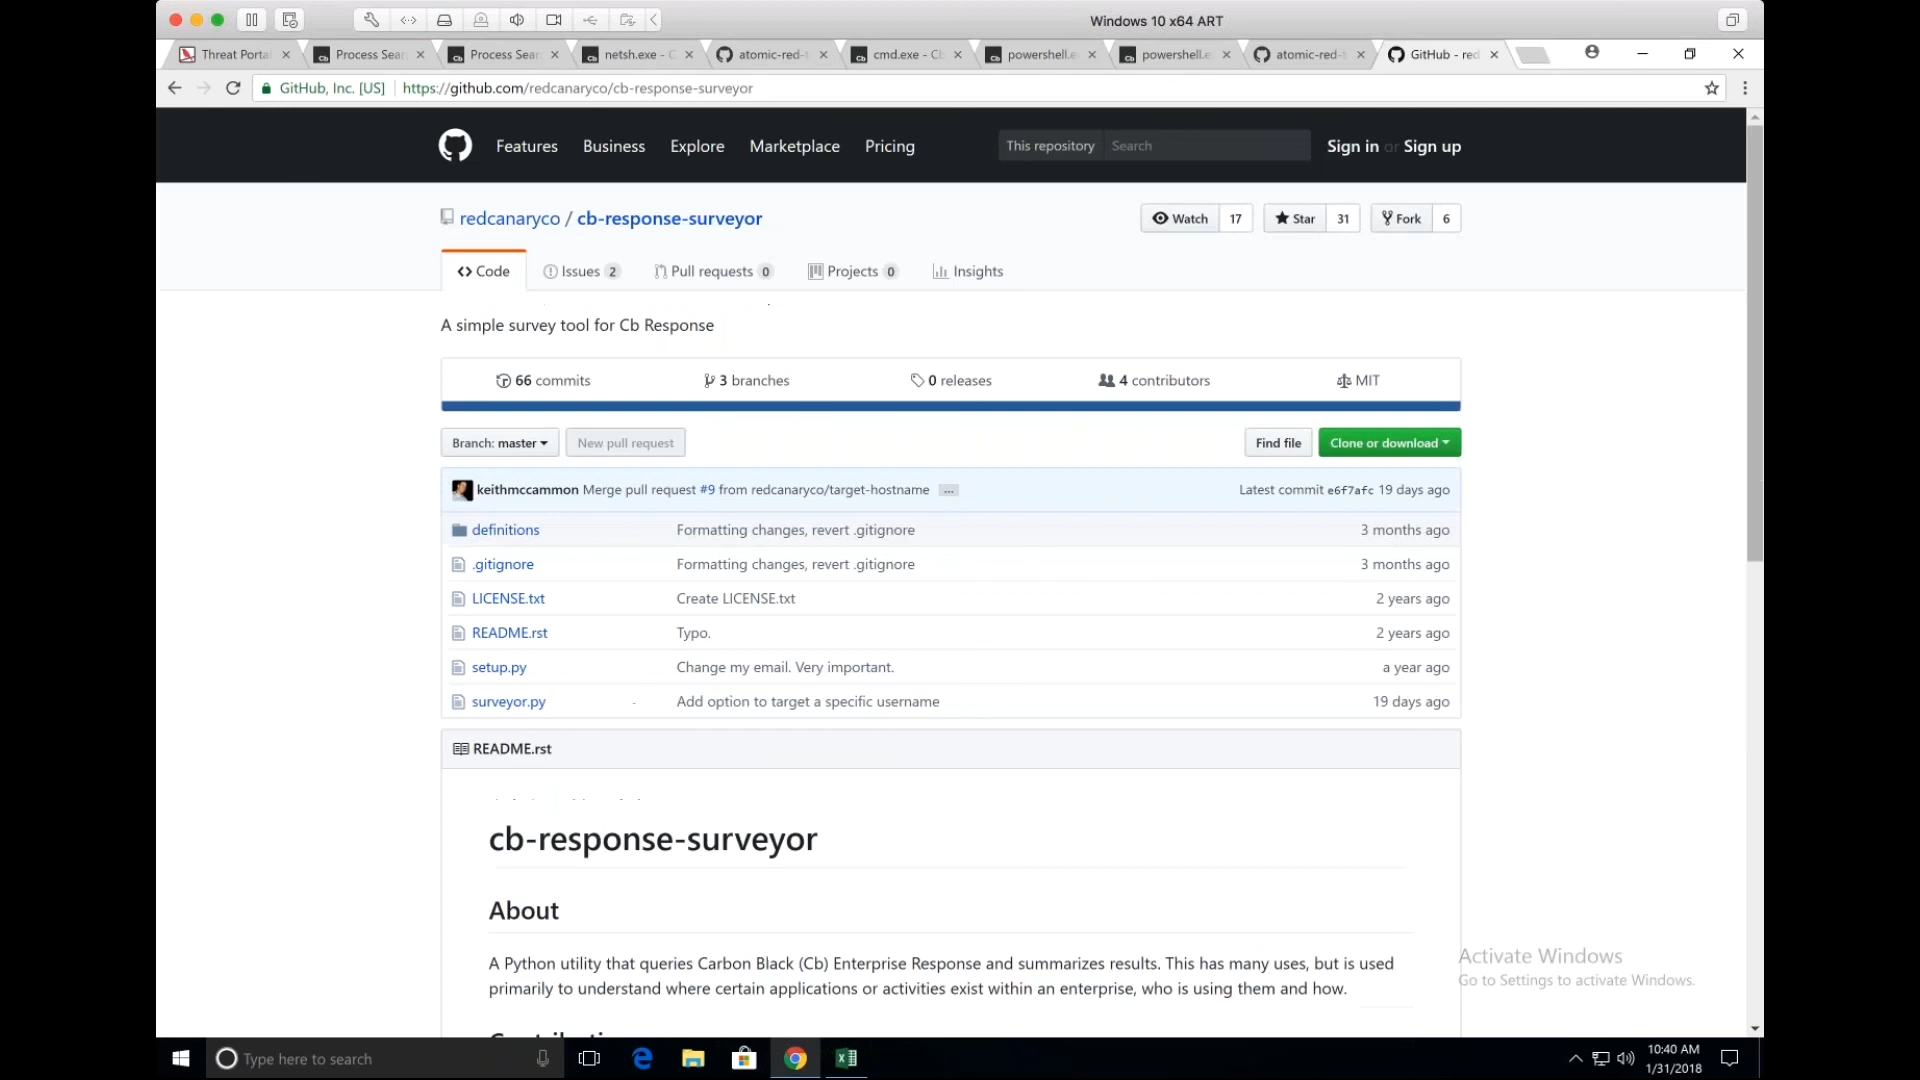 Windows 10 x64 ART
Threat Porta
Process Sear
Process Sear
netsh.exe - C
atomic-red-
cmd.exe - Cb
powershell.e
powershell.e
atomic-red-t
GitHub - red
GitHub, Inc. [US] https://github.com/redcanaryco/cb-response-surveyor
Features Business Explore Marketplace Pricing This repository Search Sign in or Sign up
redcanaryco / cb-response-surveyor Watch 17 Star 31 Fork 6
Code Issues 2 Pull requests 0 Projects 0 Insights
A simple survey tool for Cb Response
66 commits 3 branches 0 releases 4 contributors MIT
Branch: master New pull request Find file Clone or download
keithmccammon Merge pull request #9 from redcanaryco/target-hostname ... Latest commit e6f7afc 19 days ago
definitions Formatting changes, revert .gitignore 3 months ago
.gitignore Formatting changes, revert .gitignore 3 months ago
LICENSE.txt Create LICENSE.txt 2 years ago
README.rst Typo. 2 years ago
setup.py Change my email. Very important. a year ago
surveyor.py Add option to target a specific username 19 days ago
README.rst
cb-response-surveyor
About
A Python utility that queries Carbon Black (Cb) Enterprise Response and summarizes results. This has many uses, but is used
primarily to understand where certain applications or activities exist within an enterprise, who is using them and how.
Activate Windows
Go to Settings to activate Windows.
Type here to search
10:40 AM
1/31/2018